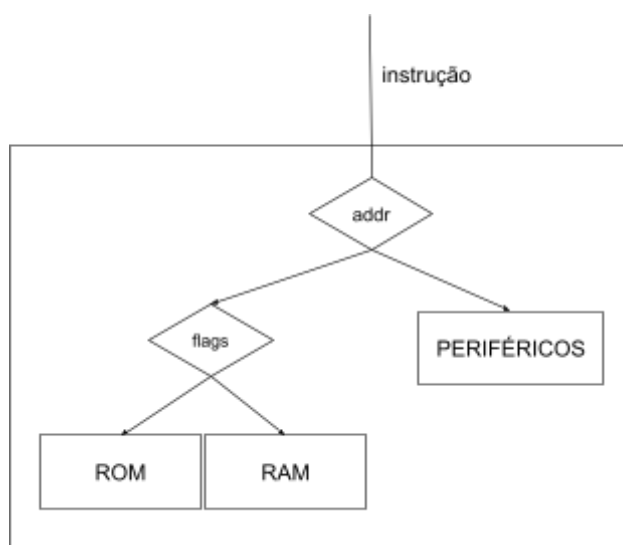 instrução
addr
flags
PERIFÉRICOS
ROM
RAM